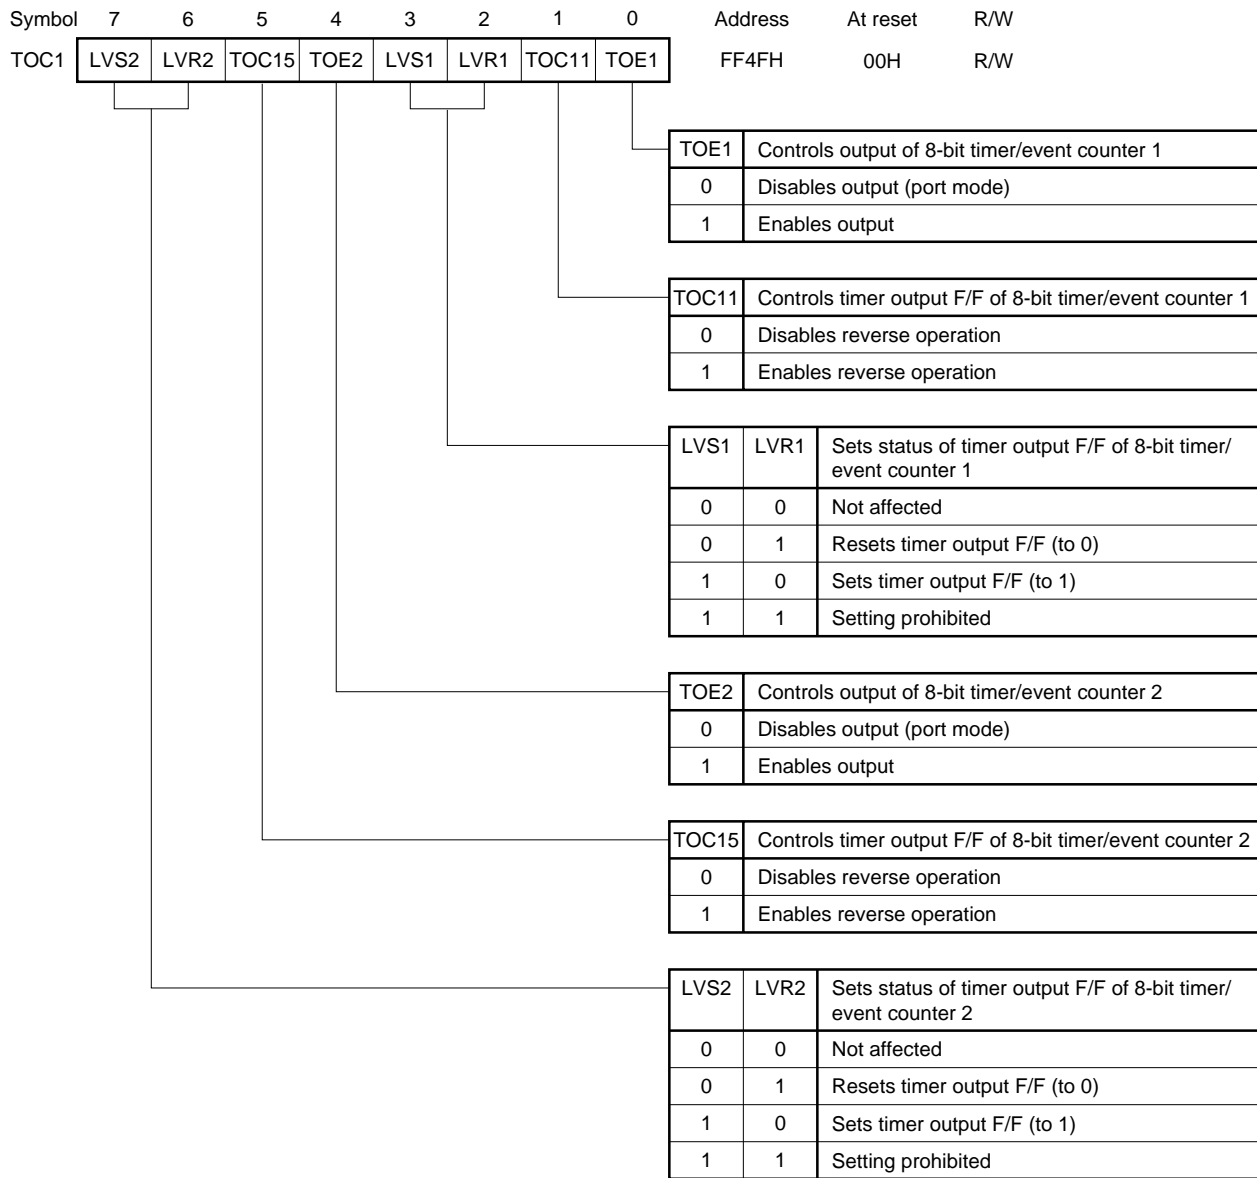 Symbol 7 6 5 4 3 2 1 0 Address At reset R/W
TOC1 LVS2 LVR2 TOC15 TOE2 LVS1 LVR1 TOC11 TOE1 FF4FH 00H R/W
TOE1 Controls output of 8-bit timer/event counter 1
0 Disables output (port mode)
1 Enables output
TOC11 Controls timer output F/F of 8-bit timer/event counter 1
0 Disables reverse operation
1 Enables reverse operation
LVS1 LVR1 Sets status of timer output F/F of 8-bit timer/
event counter 1
0 0 Not affected
0 1 Resets timer output F/F (to 0)
1 0 Sets timer output F/F (to 1)
1 1 Setting prohibited
TOE2 Controls output of 8-bit timer/event counter 2
0 Disables output (port mode)
1 Enables output
TOC15 Controls timer output F/F of 8-bit timer/event counter 2
0 Disables reverse operation
1 Enables reverse operation
LVS2 LVR2 Sets status of timer output F/F of 8-bit timer/
event counter 2
0 0 Not affected
0 1 Resets timer output F/F (to 0)
1 0 Sets timer output F/F (to 1)
1 1 Setting prohibited